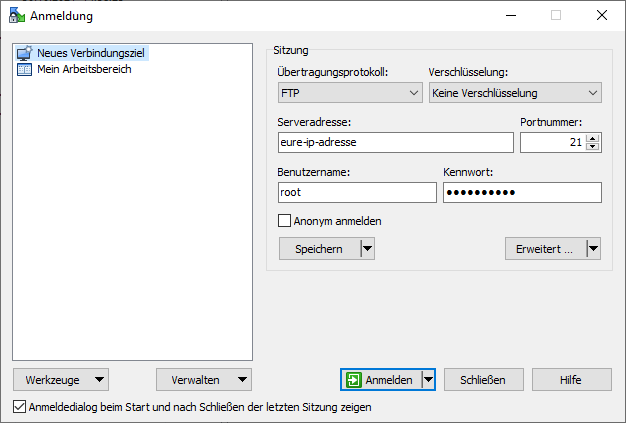 Anmeldung
Neues Verbindungsziel
Mein Arbeitsbereich
Sitzung
Übertragungsprotokoll: Verschlüsselung:
FTP Keine Verschlüsselung
Serveradresse: Portnummer:
eure-ip-adresse 21
Benutzername: Kennwort:
root ●●●●●●●●●●
Anonym anmelden
Speichern Erweitert ...
Werkzeuge Verwalten Anmelden Schließen Hilfe
Anmeldedialog beim Start und nach Schließen der letzten Sitzung zeigen